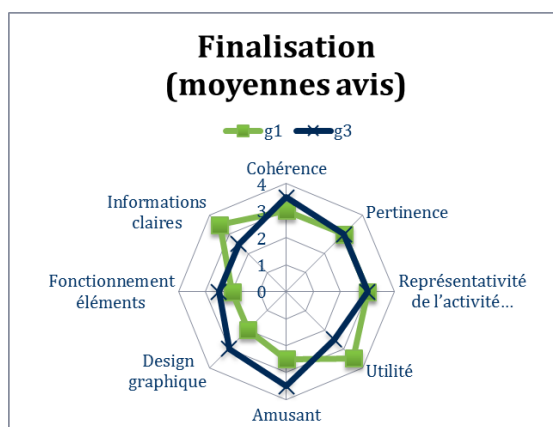 Finalisation
(moyennes avis)
g1 g3
Cohérence
Informations
claires
4
3
2
1
0
Pertinence
Fonctionnement
éléments
Représentativité
de l'activité...
Design
graphique
Utilité
Amusant